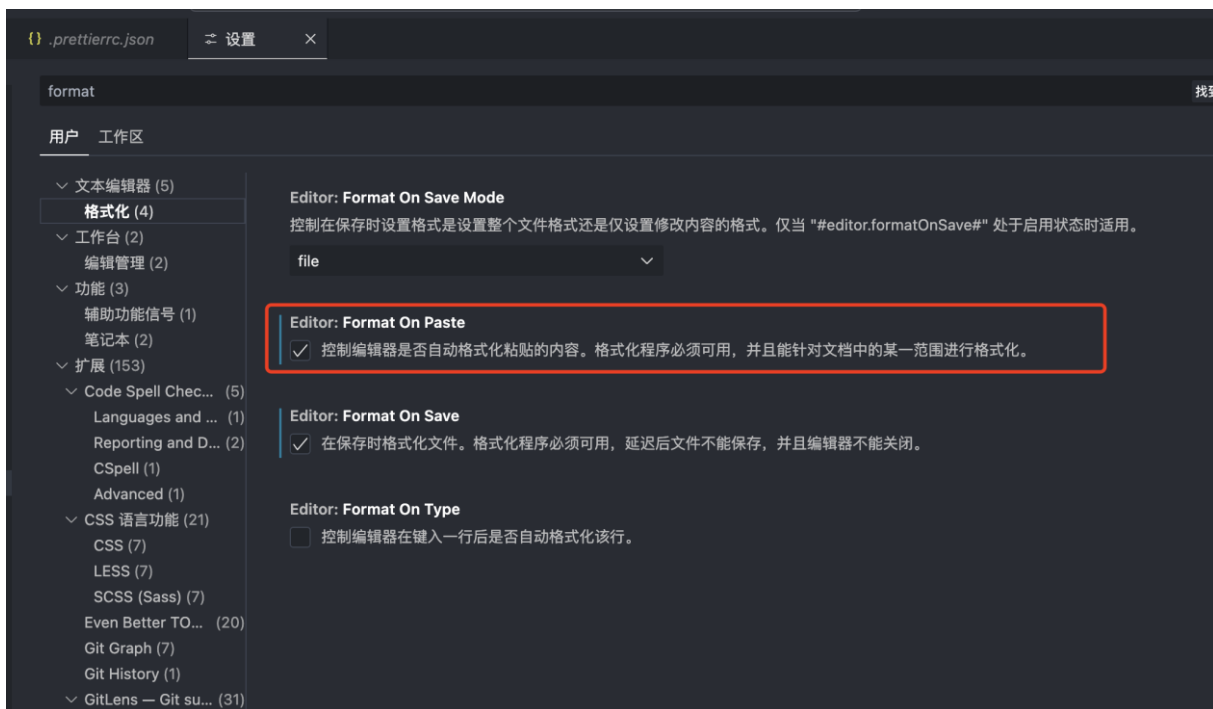 {} .prettierrc.json
设置
format
找到
用户 工作区
文本编辑器 (5)
格式化 (4)
工作台 (2)
编辑管理 (2)
功能 (3)
辅助功能信号 (1)
笔记本 (2)
扩展 (153)
Code Spell Chec... (5)
Languages and ... (1)
Reporting and D... (2)
CSpell (1)
Advanced (1)
CSS 语言功能 (21)
CSS (7)
LESS (7)
SCSS (Sass) (7)
Even Better TO... (20)
Git Graph (7)
Git History (1)
GitLens — Git su... (31)
Editor: Format On Save Mode
控制在保存时设置格式是设置整个文件格式还是仅设置修改内容的格式。仅当 "#editor.formatOnSave#" 处于启用状态时适用。
file
Editor: Format On Paste
控制编辑器是否自动格式化粘贴的内容。格式化程序必须可用，并且能针对文档中的某一范围进行格式化。
Editor: Format On Save
在保存时格式化文件。格式化程序必须可用，延迟后文件不能保存，并且编辑器不能关闭。
Editor: Format On Type
控制编辑器在键入一行后是否自动格式化该行。